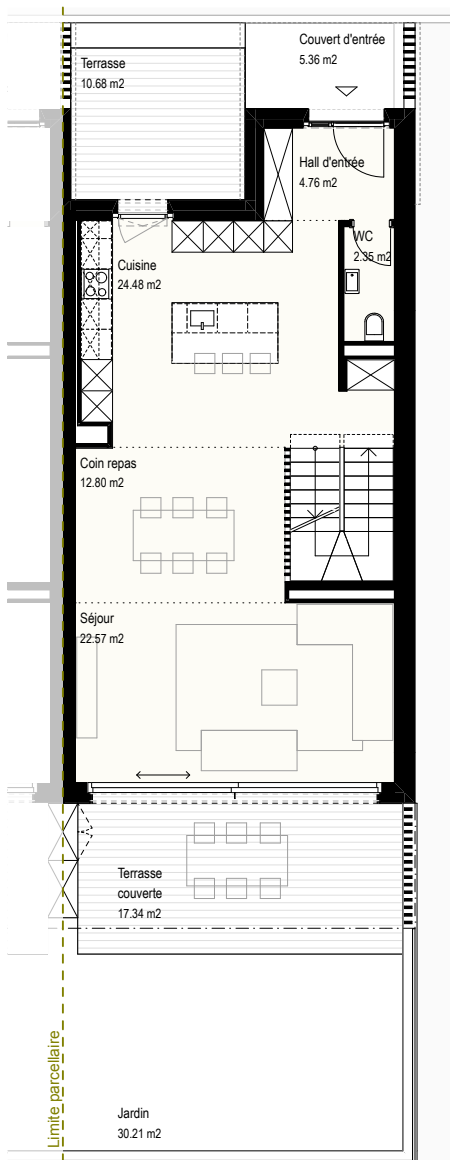 Couvert d'entrée
5.36 m2
Terrasse
10.68 m2
Hall d'entrée
4.76 m2
WC
2.35 m2
Cuisine
24.48 m2
Coin repas
12.80 m2
Séjour
22.57 m2
Terrasse
couverte
17.34 m2
Limite parcellaire
Jardin
30.21 m2